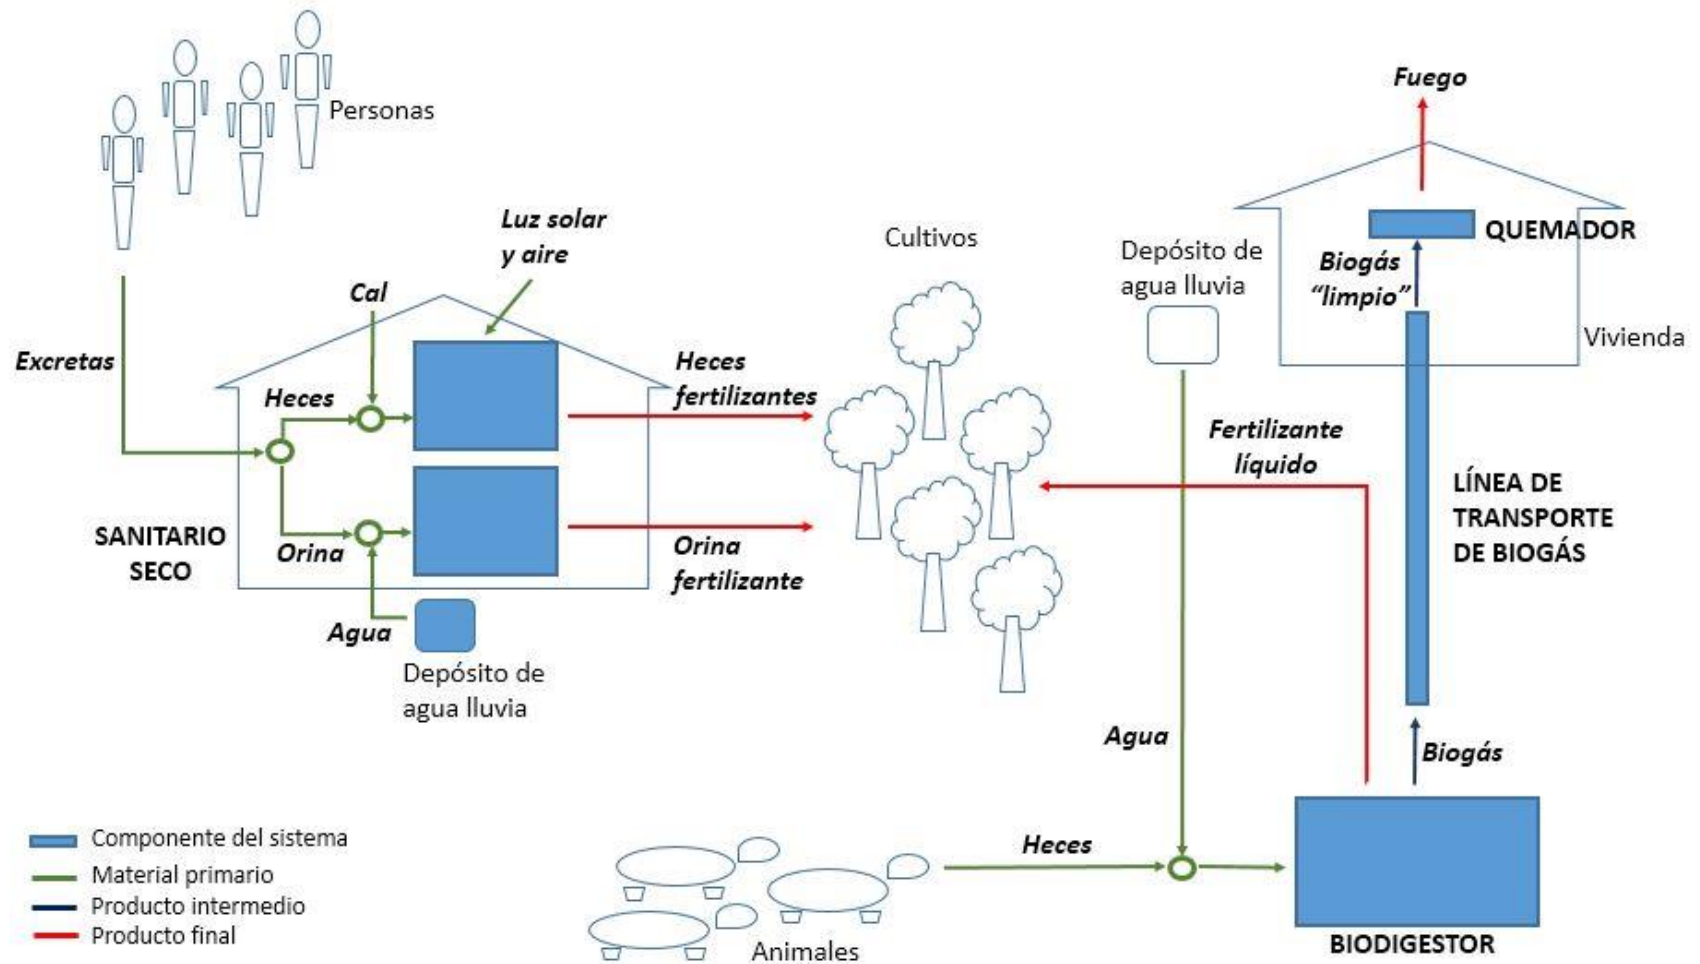 Personas
Excretas
Luz solar
y aire
Cal
Heces
Orina
SANITARIO
SECO
Agua
Depósito de
agua lluvia
Heces
fertilizantes
Orina
fertilizante
Cultivos
Depósito de
agua lluvia
Agua
Fuego
QUEMADOR
Biogás
“limpio”
Vivienda
Fertilizante
líquido
LÍNEA DE
TRANSPORTE
DE BIOGÁS
Biogás
Heces
Animales
BIODIGESTOR
Componente del sistema
Material primario
Producto intermedio
Producto final